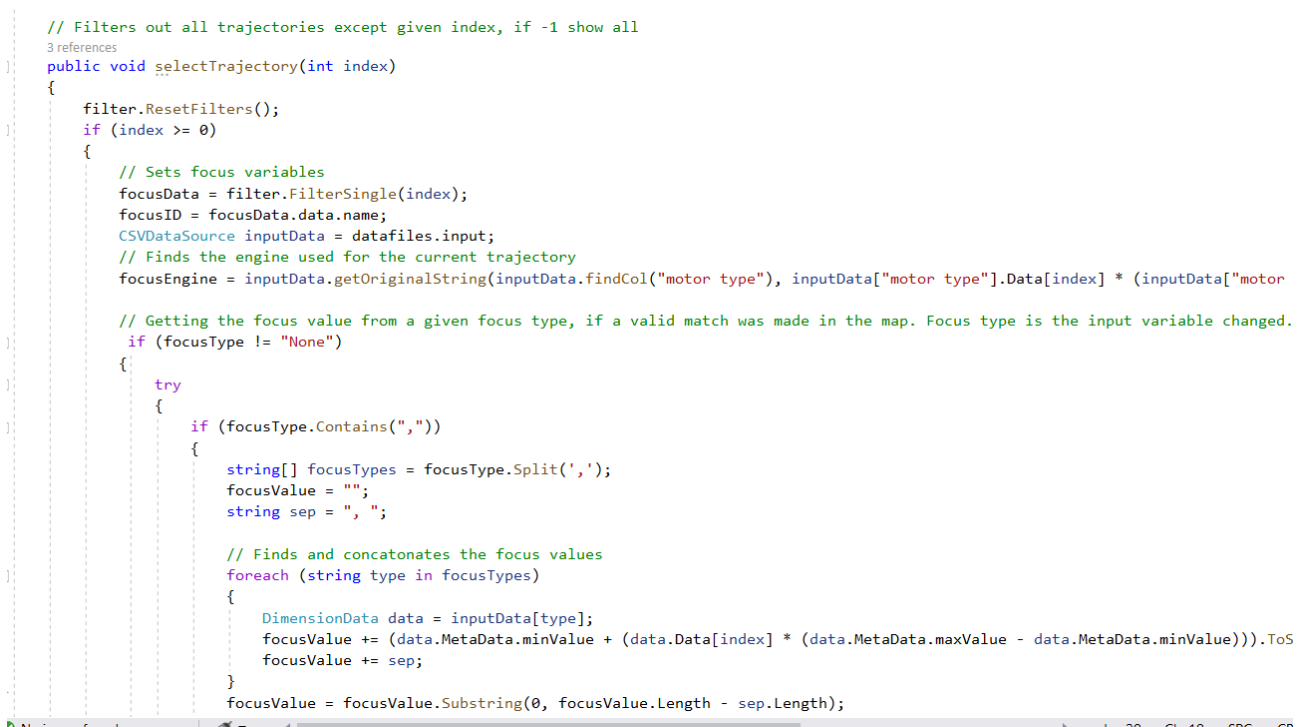 // Filters out all trajectories except given index, if -1 show all
3 references
public void selectTrajectory(int index)
{
filter.ResetFilters();
if (index >= 0)
{
// Sets focus variables
focusData = filter.FilterSingle(index);
focusID = focusData.data.name;
CSVDataSource inputData = datafiles.input;
// Finds the engine used for the current trajectory
focusEngine = inputData.getOriginalString(inputData.findCol("motor type"), inputData["motor type"].Data[index] * (inputData["motor
// Getting the focus value from a given focus type, if a valid match was made in the map. Focus type is the input variable changed.
if (focusType != "None")
{
try
{
if (focusType.Contains(","))
{
string[] focusTypes = focusType.Split(',');
focusValue = "";
string sep = ", ";
// Finds and concatonates the focus values
foreach (string type in focusTypes)
{
DimensionData data = inputData[type];
focusValue += (data.MetaData.minValue + (data.Data[index] * (data.MetaData.maxValue - data.MetaData.minValue))).ToS
focusValue += sep;
}
focusValue = focusValue.Substring(0, focusValue.Length - sep.Length);